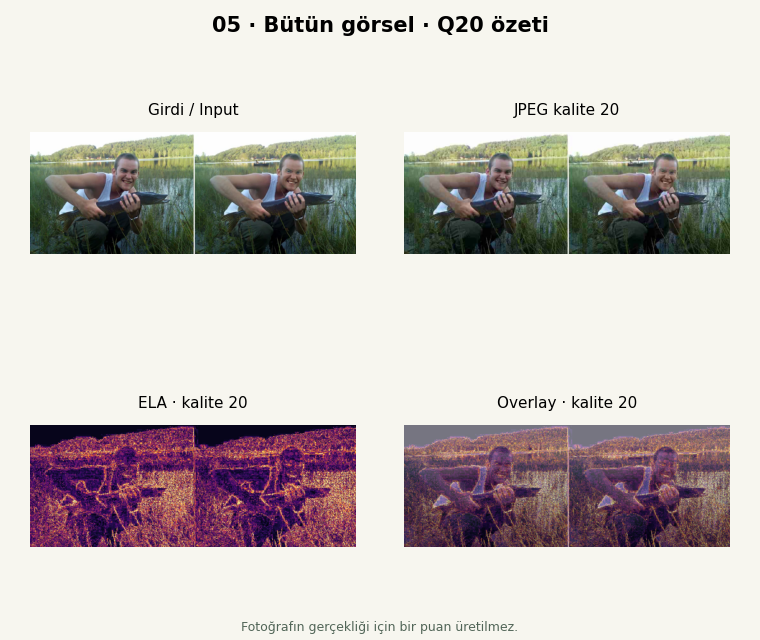 05 · Bütün görsel · Q20 özeti
Girdi / Input
JPEG kalite 20
ELA · kalite 20
Overlay · kalite 20
Fotoğrafın gerçekliği için bir puan üretilmez.